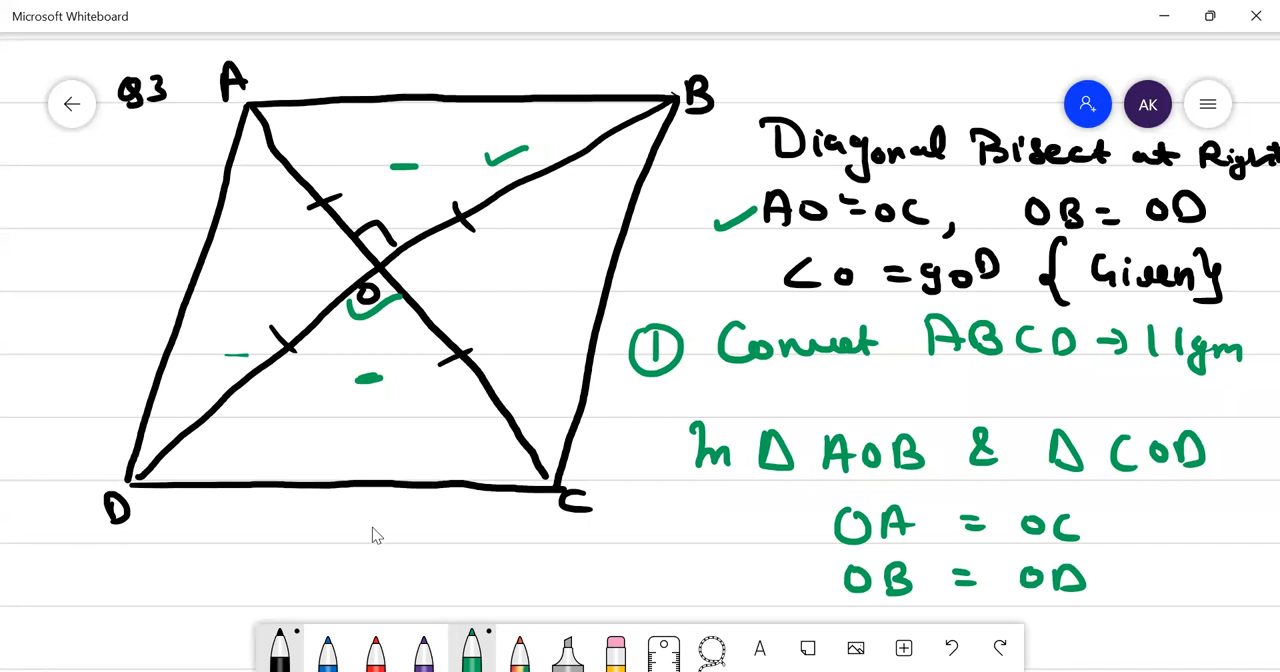 Microsoft Whiteboard
Q3
A
B
AK
Diagonal Bisect at Right
AO = OC, OB = OD
∠O = 90° { Given }
① Convert ABCD → ||gm
O
In Δ AOB & Δ COD
D
C
OA = OC
OB = OD
A